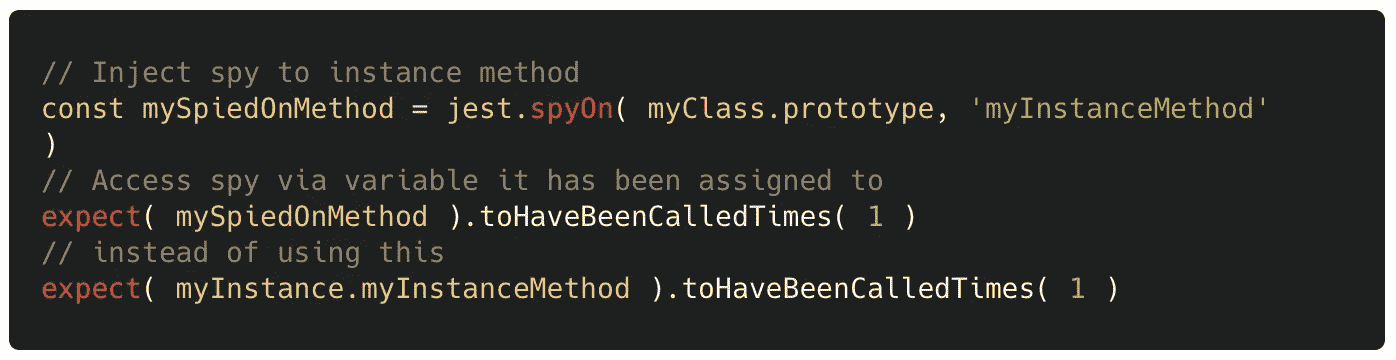 // Inject spy to instance method
const mySpiedOnMethod = jest.spyOn( myClass.prototype, 'myInstanceMethod'
)
// Access spy via variable it has been assigned to
expect( mySpiedOnMethod ).toHaveBeenCalledTimes( 1 )
// instead of using this
expect( myInstance.myInstanceMethod ).toHaveBeenCalledTimes( 1 )